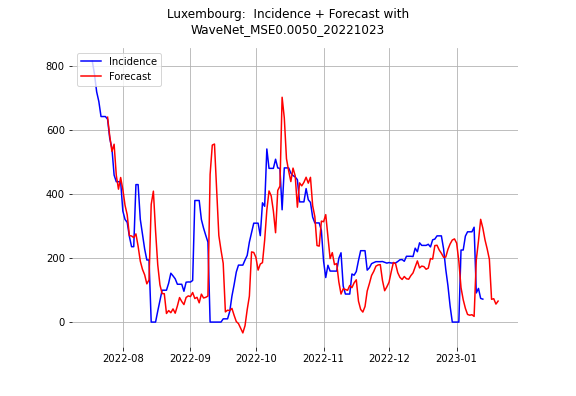 Luxembourg:  Incidence + Forecast with
WaveNet_MSE0.0050_20221023
Incidence
Forecast
800
600
400
200
0
2022-08 2022-09 2022-10 2022-11 2022-12 2023-01